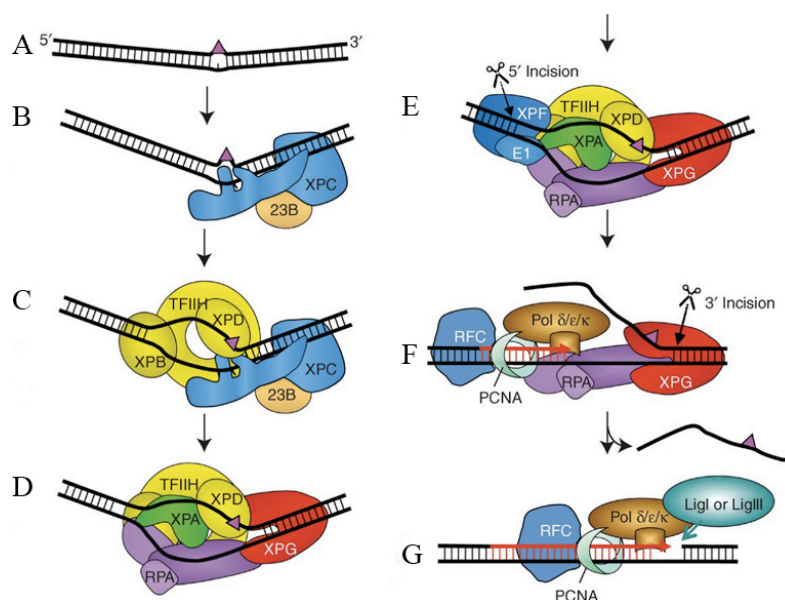 A
5′ 3′
B
XPC
23B
C
TFIIH
XPD
XPB
XPC
23B
D
TFIIH
XPD
XPA
XPG
RPA
E
5′ Incision
TFIIH
XPF
XPD
XPA
E1
XPG
RPA
F
3′ Incision
Pol δ/ε/κ
RFC
RPA
XPG
PCNA
G
LigI or LigIII
Pol δ/ε/κ
RFC
PCNA